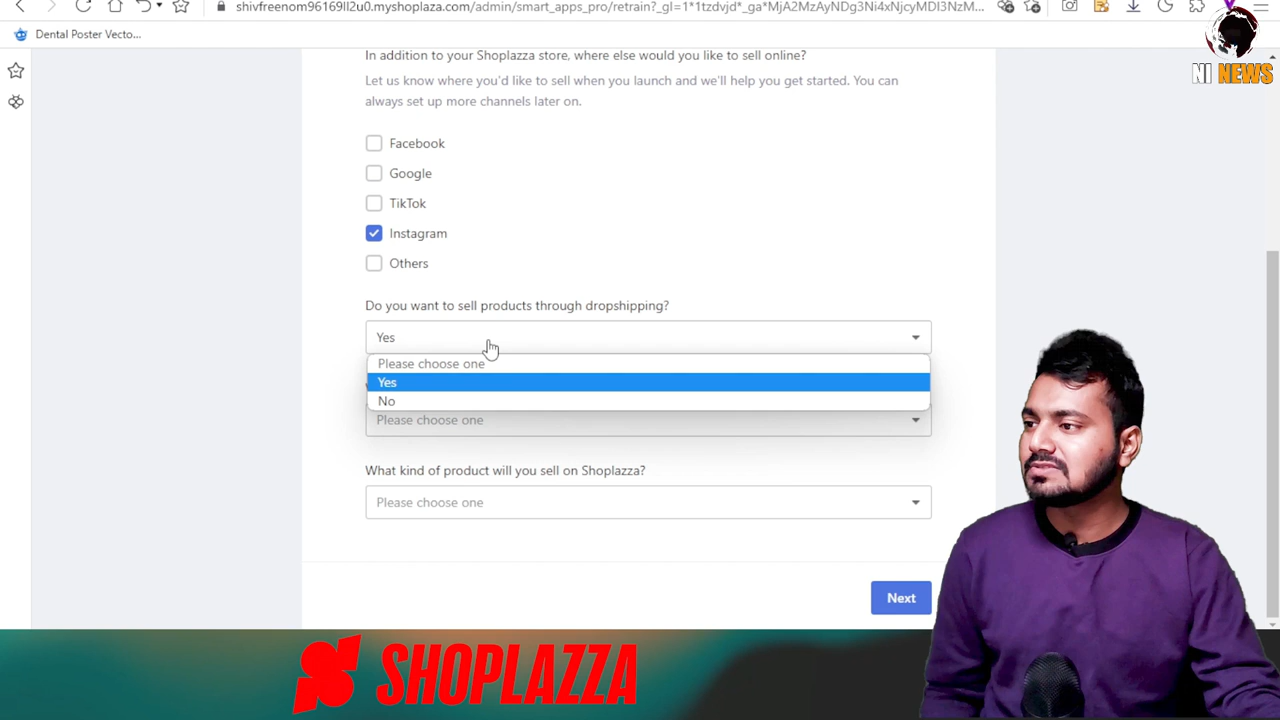 shivfreenom96169ll2u0.myshoplaza.com/admin/smart_apps_pro/retrain?_gl=1*1tzdvjd*_ga*MjA2MzAyNDg3Ni4xNjcyMDI3NzM...
Dental Poster Vecto...
NI NEWS
In addition to your Shoplazza store, where else would you like to sell online?
Let us know where you'd like to sell when you launch and we'll help you get started. You can
always set up more channels later on.
Facebook
Google
TikTok
Instagram
Others
Do you want to sell products through dropshipping?
Yes
Please choose one
Yes
No
Please choose one
What kind of product will you sell on Shoplazza?
Please choose one
Next
SHOPLAZZA